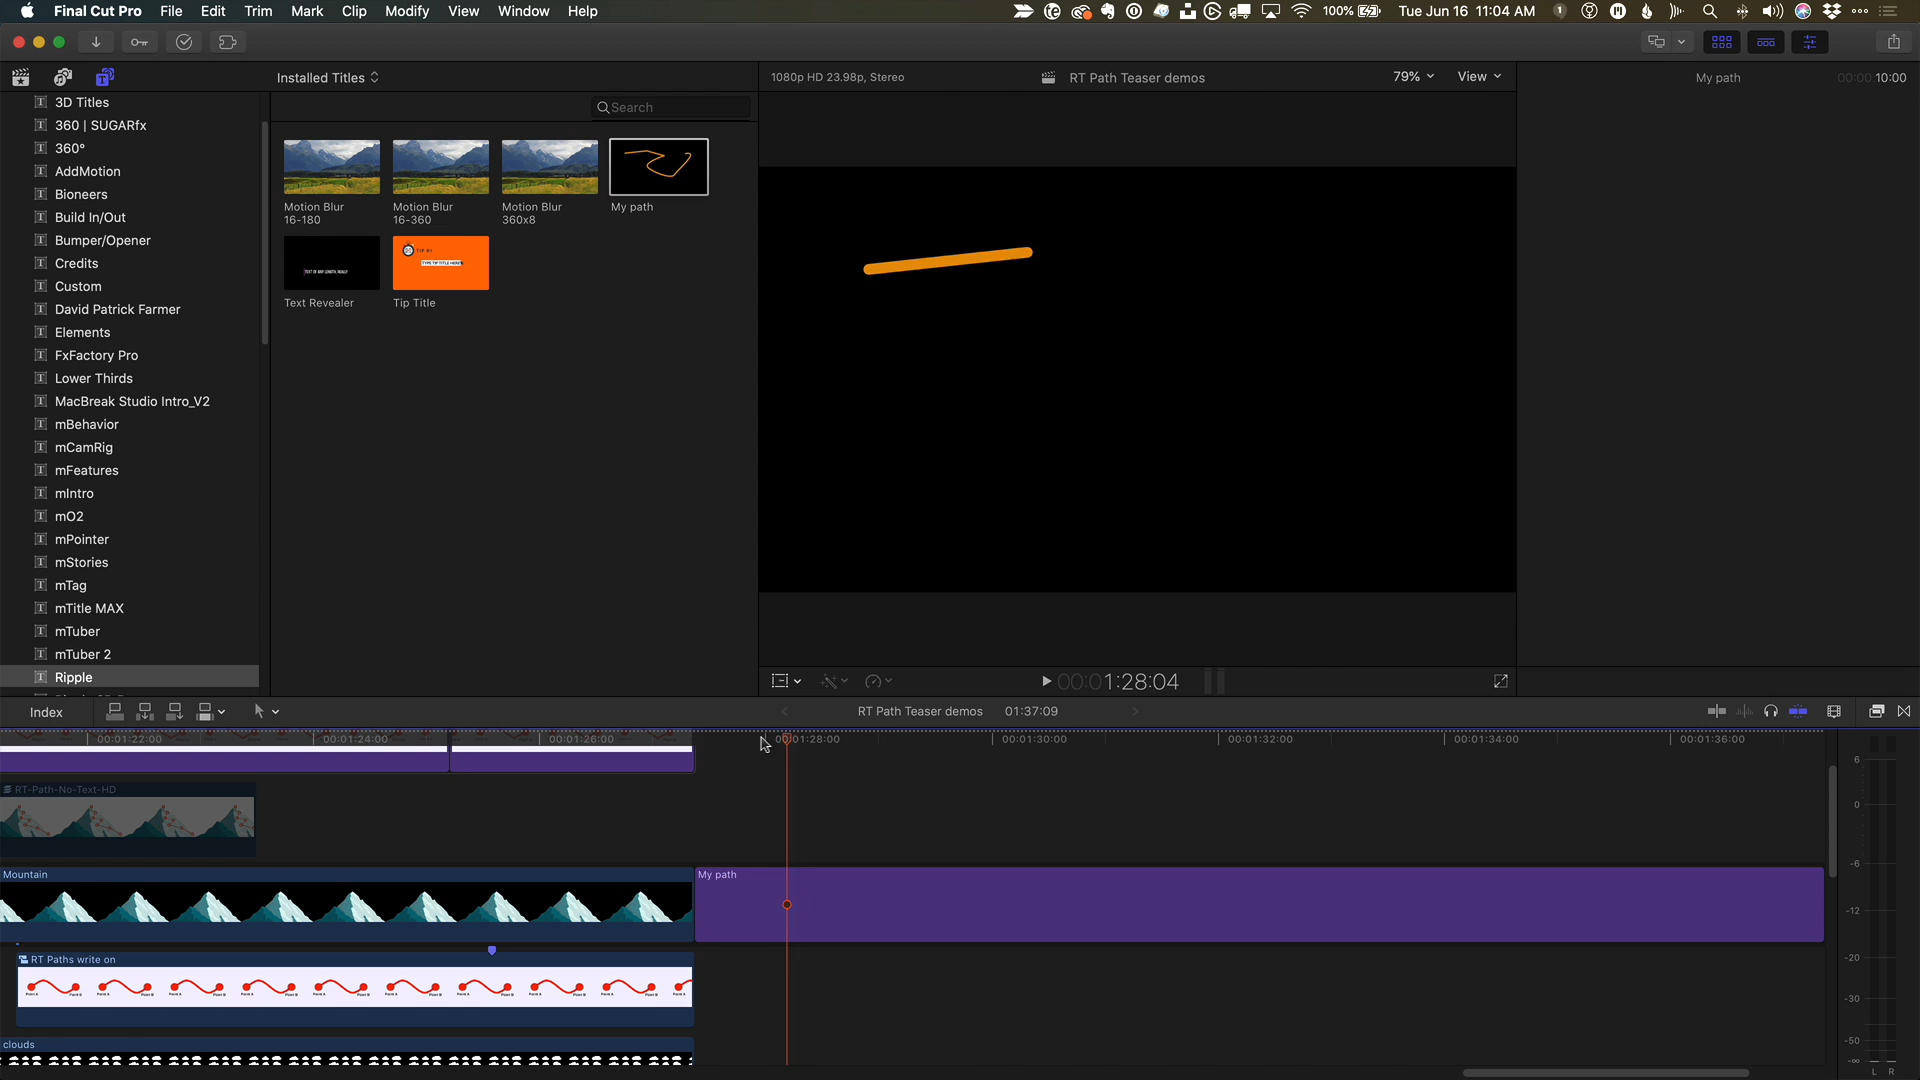 Final Cut Pro File Edit Trim Mark Clip Modify View Window Help
100% Tue Jun 16 11:04 AM
Installed Titles
1080p HD 23.98p, Stereo
RT Path Teaser demos
79% View
My path
00:00:10:00
Search
3D Titles
360 | SUGARfx
360°
AddMotion
Bioneers
Build In/Out
Bumper/Opener
Credits
Custom
David Patrick Farmer
Elements
FxFactory Pro
Lower Thirds
MacBreak Studio Intro_V2
mBehavior
mCamRig
mFeatures
mIntro
mO2
mPointer
mStories
mTag
mTitle MAX
mTuber
mTuber 2
Ripple
Motion Blur
16-180
Motion Blur
16-360
Motion Blur
360x8
My path
Text Revealer
TIP #1
TYPE TIP TITLE HERE
Tip Title
00:01:28:04
Index
RT Path Teaser demos 01:37:09
00:01:22:00 00:01:24:00 00:01:26:00 00:01:28:00 00:01:30:00 00:01:32:00 00:01:34:00 00:01:36:00
RT-Path-No-Text-HD
Mountain
My path
RT Paths write on
clouds
6
0
-6
-12
-20
-30
-50
-∞
L R